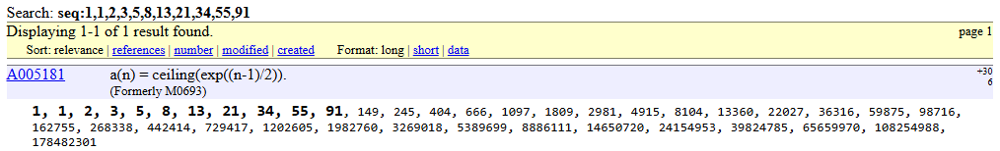 Search: seq:1,1,2,3,5,8,13,21,34,55,91
Displaying 1-1 of 1 result found. page 1
Sort: relevance | references | number | modified | created Format: long | short | data
A005181 a(n) = ceiling(exp((n-1)/2)). +30
(Formerly M0693) 6
1, 1, 2, 3, 5, 8, 13, 21, 34, 55, 91, 149, 245, 404, 666, 1097, 1809, 2981, 4915, 8104, 13360, 22027, 36316, 59875, 98716,
162755, 268338, 442414, 729417, 1202605, 1982760, 3269018, 5389699, 8886111, 14650720, 24154953, 39824785, 65659970, 108254988,
178482301